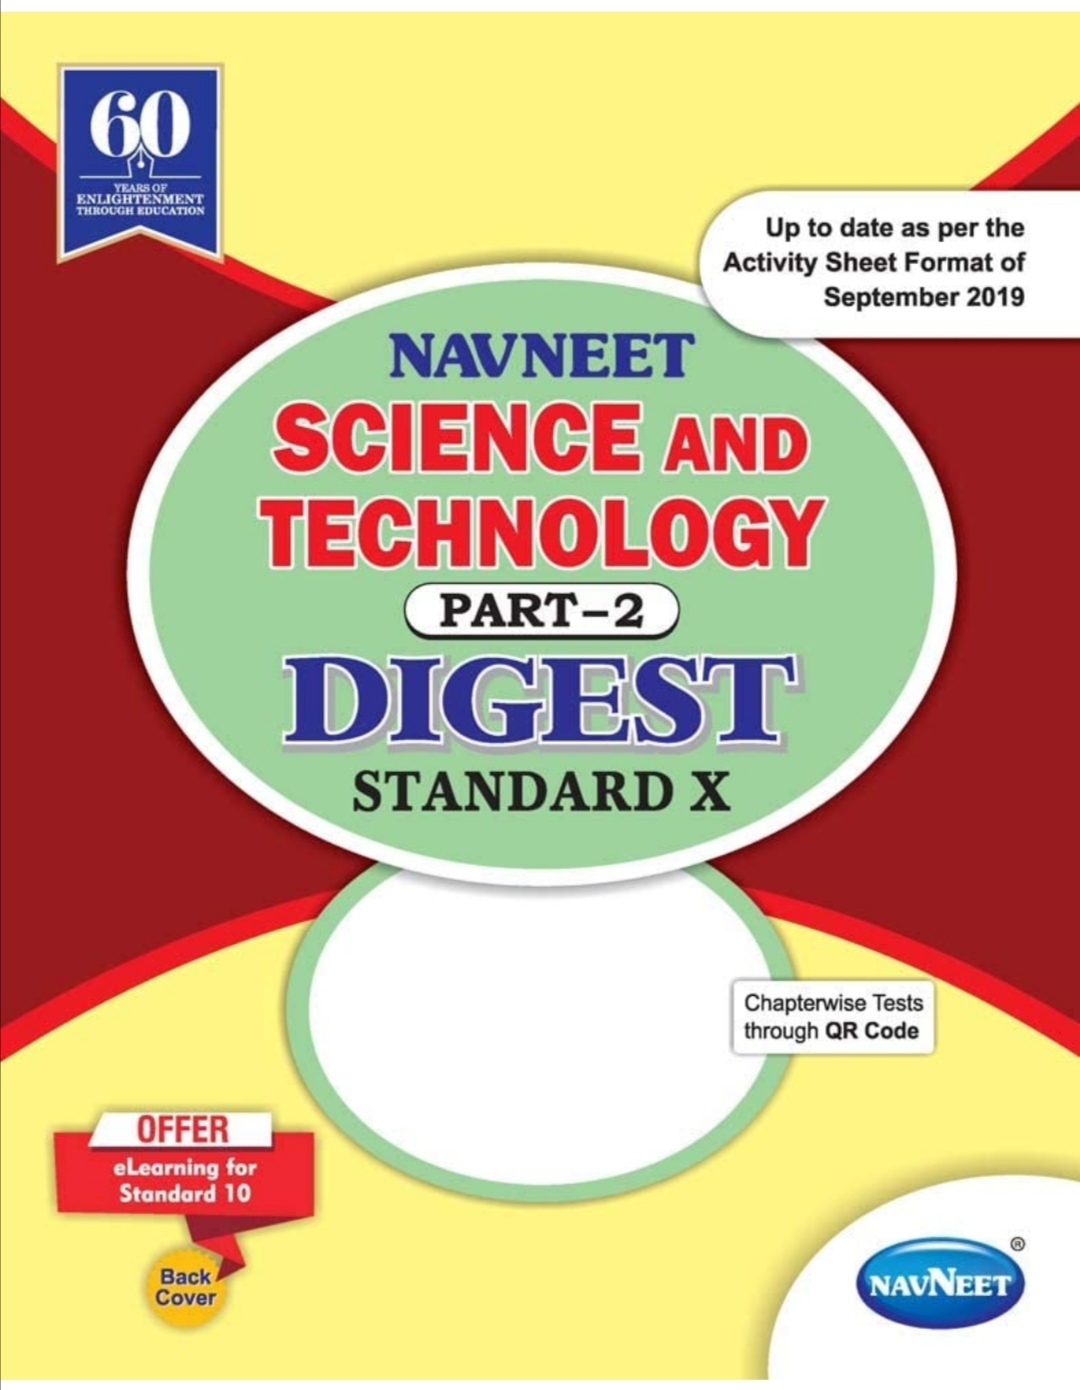 60
YEARS OF
ENLIGHTENMENT
THROUGH EDUCATION
Up to date as per the
Activity Sheet Format of
September 2019
NAVNEET
SCIENCE AND
TECHNOLOGY
PART-2
DIGEST
STANDARD X
Chapterwise Tests
through QR Code
OFFER
eLearning for
Standard 10
Back
Cover
®
NAVNEET